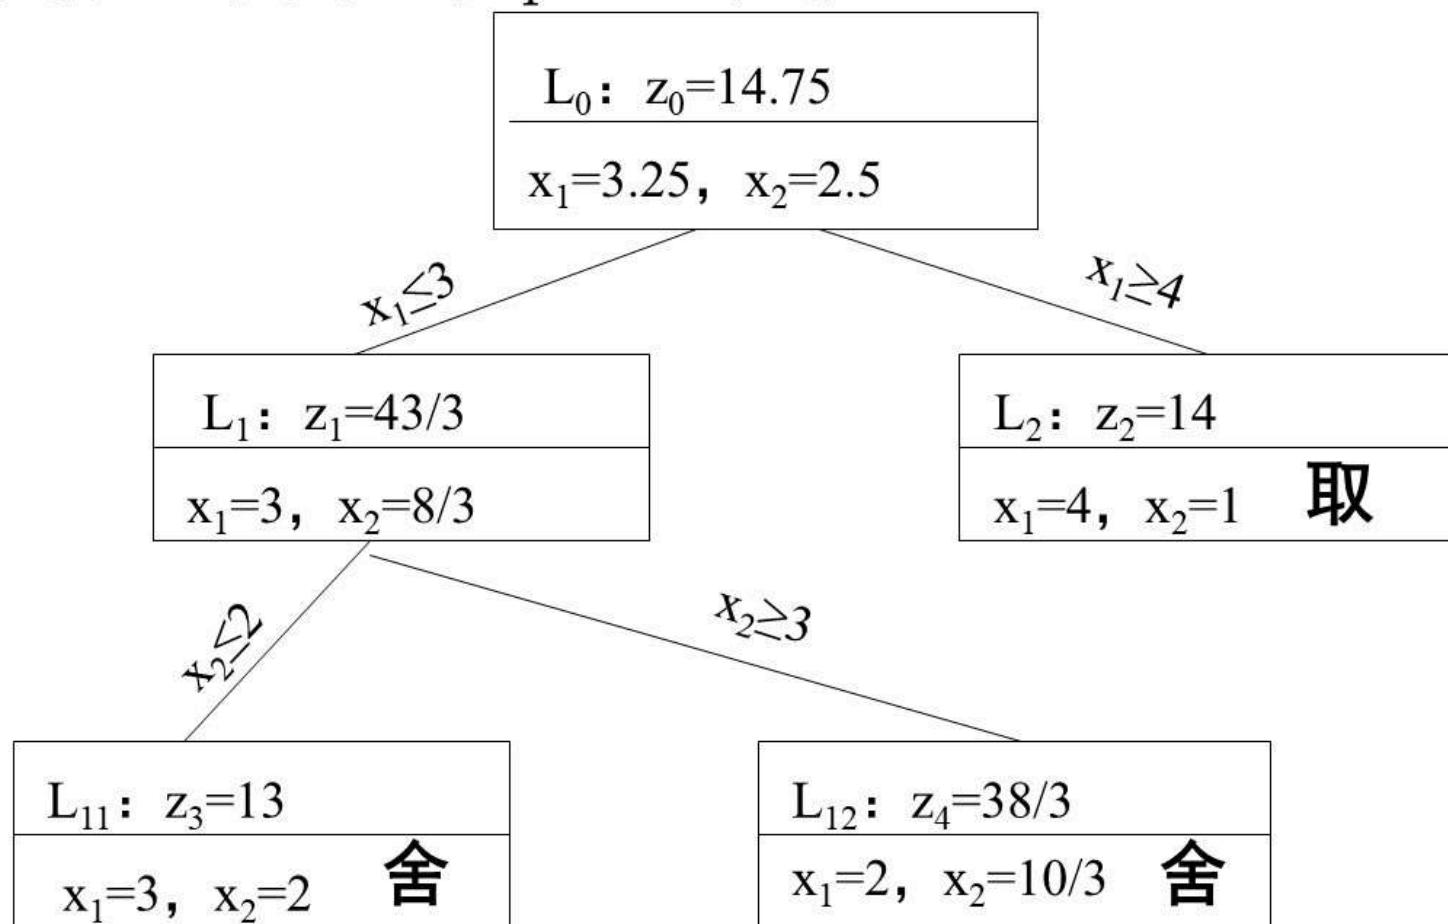 L₀：z₀=14.75
x₁=3.25，x₂=2.5
x₁≤3
x₁≥4
L₁：z₁=43/3
x₁=3，x₂=8/3
L₂：z₂=14
x₁=4，x₂=1 取
x₂≤2
x₂≥3
L₁₁：z₃=13
x₁=3，x₂=2 舍
L₁₂：z₄=38/3
x₁=2，x₂=10/3 舍